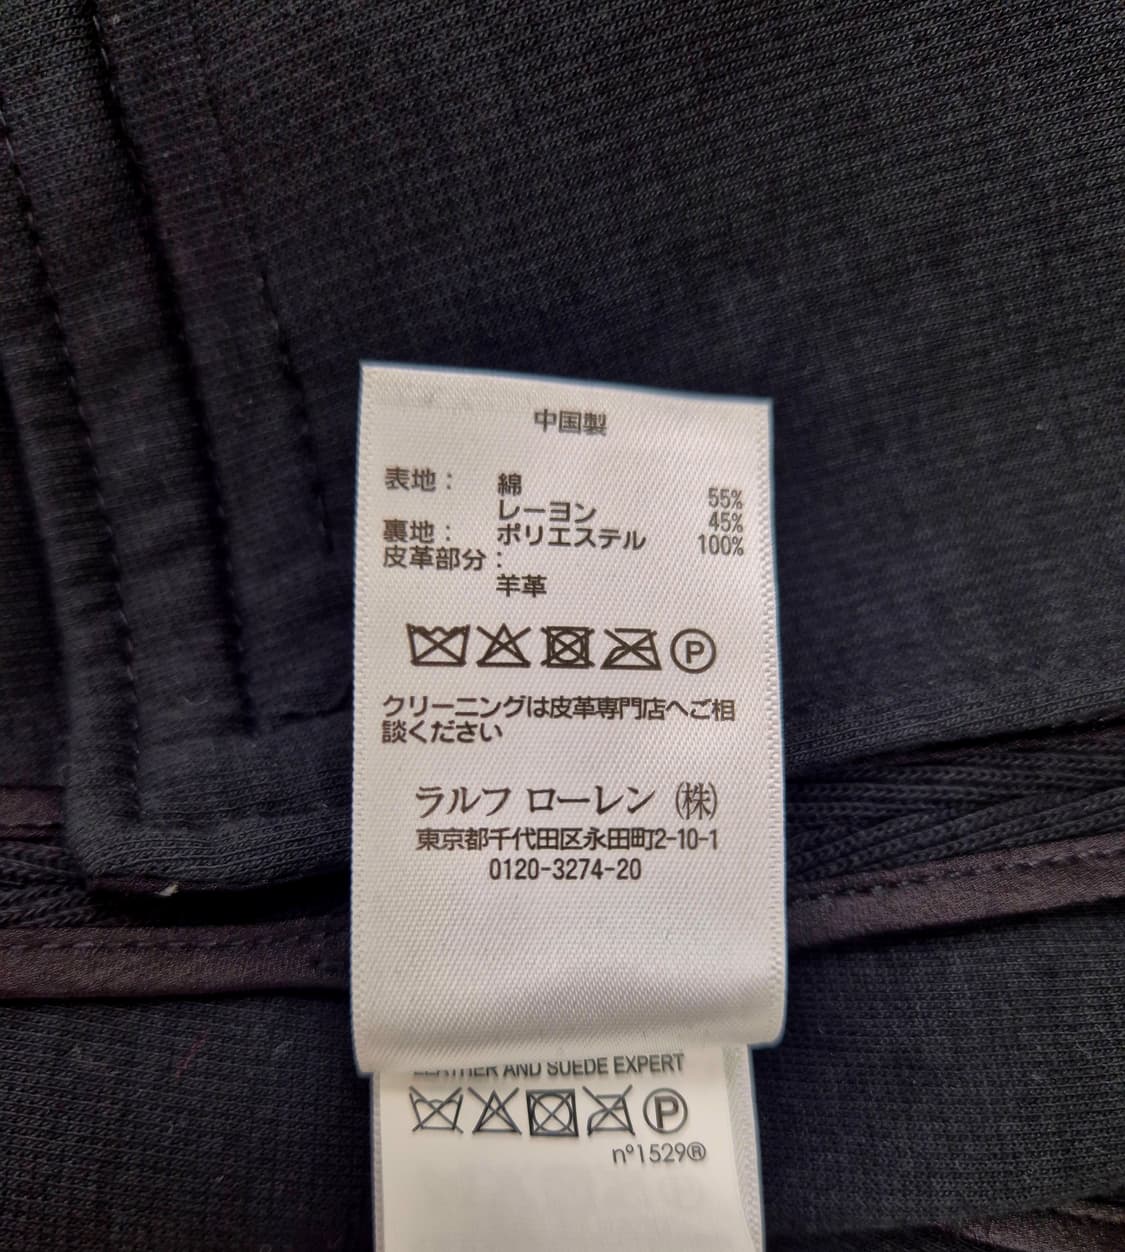 中国製
表地： 綿 55%
レーヨン 45%
裏地： ポリエステル 100%
皮革部分：
羊革
P
クリーニングは皮革専門店へご相
談ください
ラルフ ローレン ㈱
東京都千代田区永田町2-10-1
0120-3274-20
LEATHER AND SUEDE EXPERT
P
nº1529®